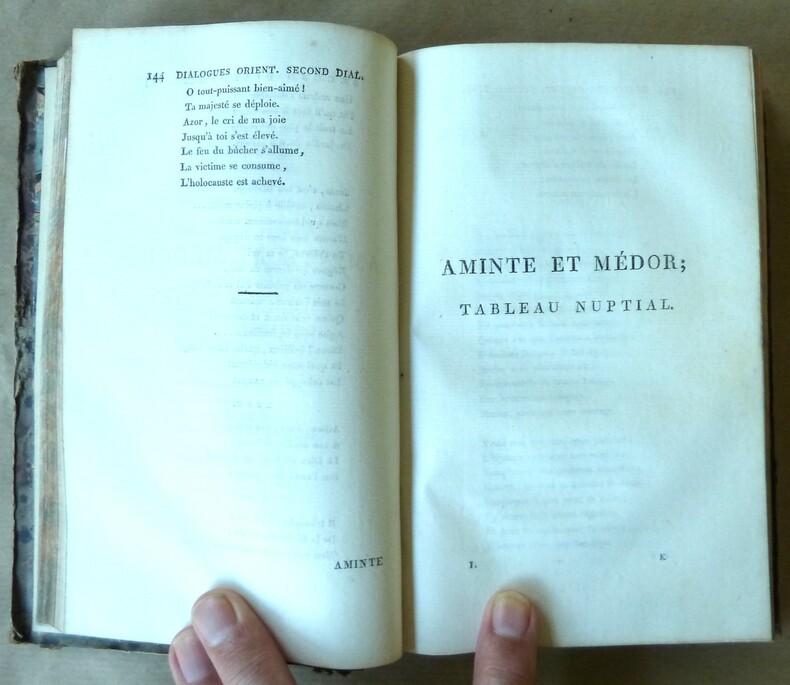 144 DIALOGUES ORIENT. SECOND DIAL.
O tout-puissant bien-aimé !
Ta majesté se déploie.
Azor, le cri de ma joie
Jusqu'à toi s'est élevé.
Le feu du bûcher s'allume,
La victime se consume,
L'holocauste est achevé.
AMINTE
AMINTE ET MÉDOR;
TABLEAU NUPTIAL.
I. K